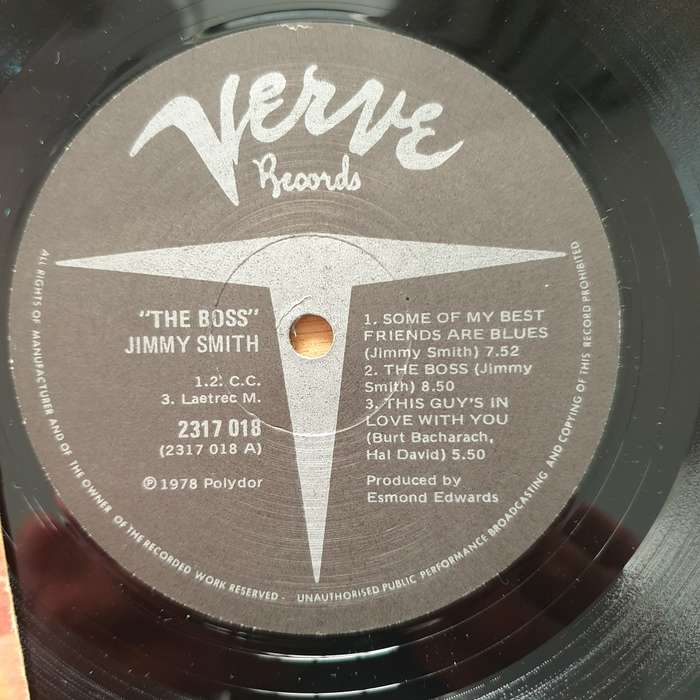 Verve
Records
"THE BOSS"
JIMMY SMITH
1.2. C.C.
3. Laetrec M.
2317 018
(2317 018 A)
℗ 1978 Polydor
1. SOME OF MY BEST
FRIENDS ARE BLUES
(Jimmy Smith) 7.52
2. THE BOSS (Jimmy
Smith) 8.50
3. THIS GUY'S IN
LOVE WITH YOU
(Burt Bacharach,
Hal David) 5.50
Produced by
Esmond Edwards
ALL RIGHTS OF MANUFACTURER AND OF THE OWNER OF THE RECORDED WORK RESERVED - UNAUTHORISED PUBLIC PERFORMANCE BROADCASTING AND COPYING OF THIS RECORD PROHIBITED